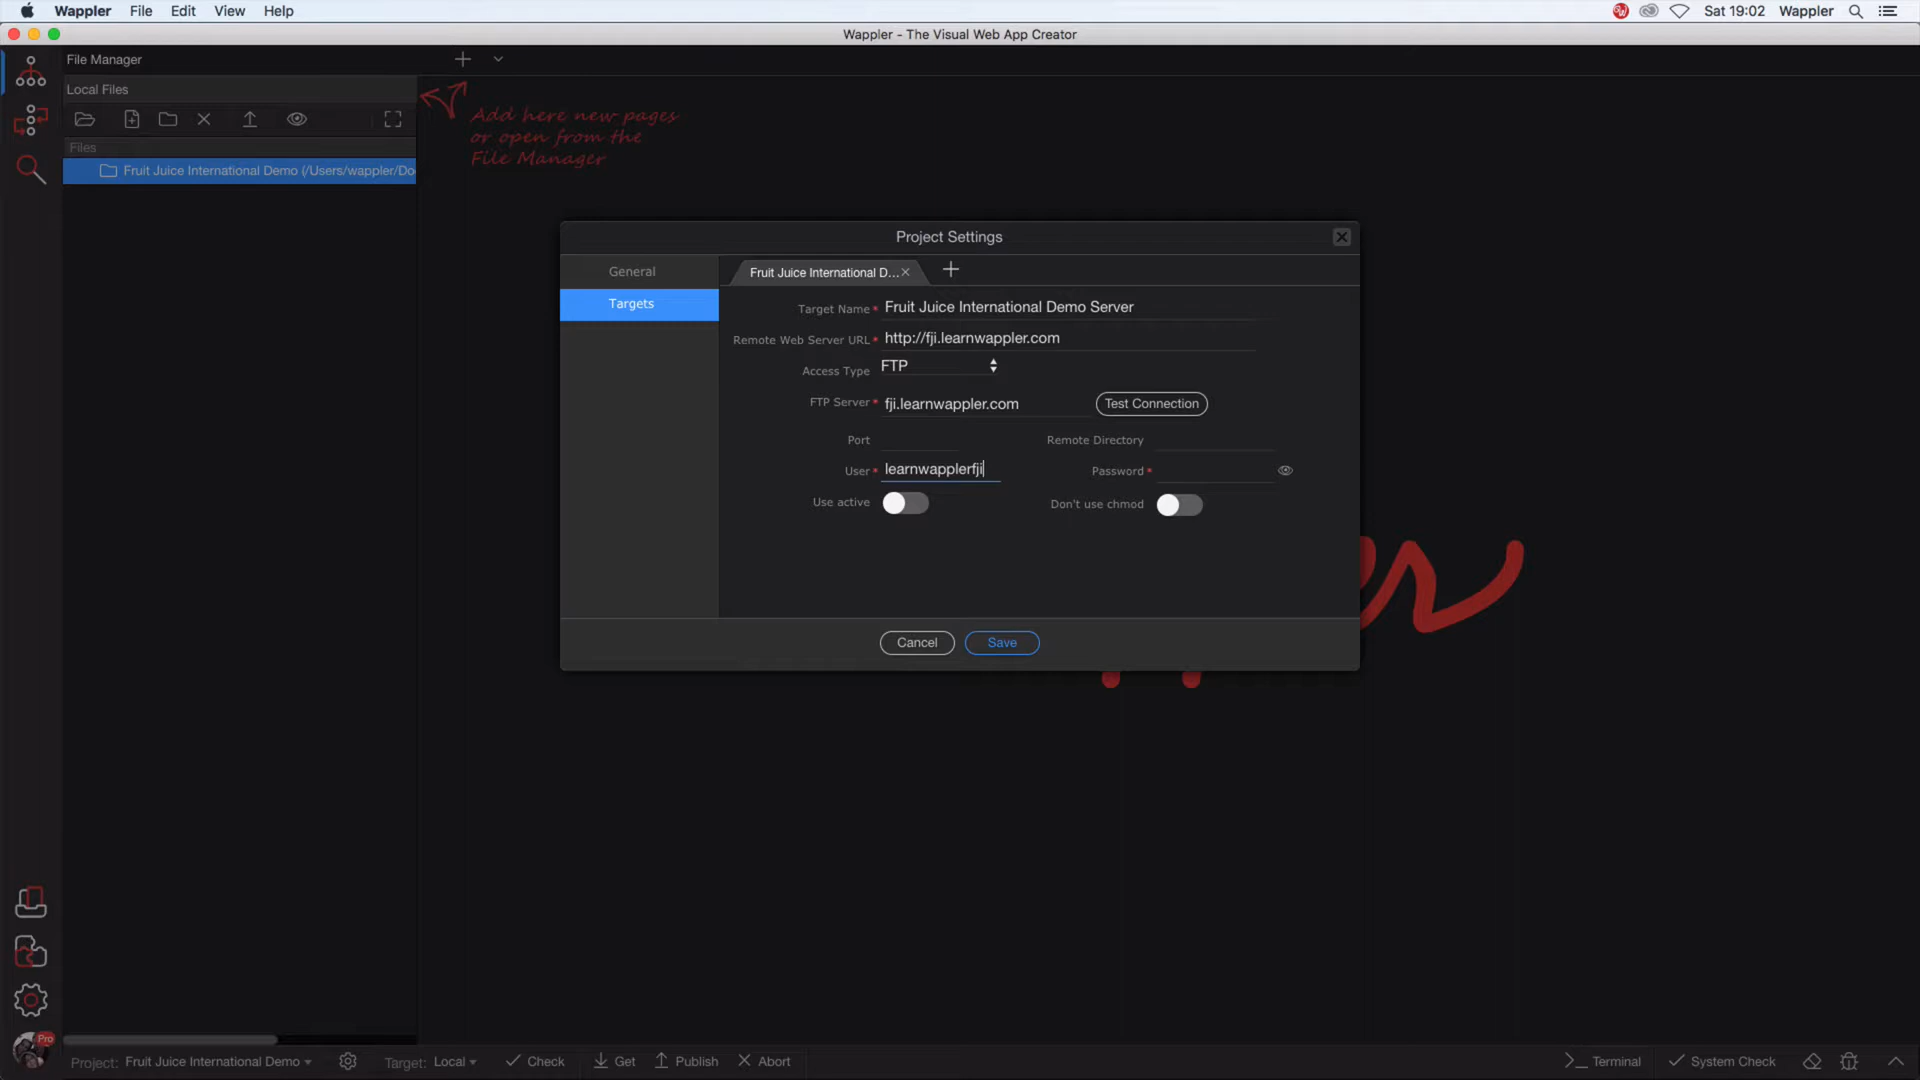 Wappler File Edit View Help
Sat 19:02 Wappler
Wappler - The Visual Web App Creator
File Manager
Local Files
Files
Fruit Juice International Demo (/Users/wappler/Do
Add here new pages
or open from the
File Manager
Project Settings
General
Targets
Fruit Juice International D...
Target Name * Fruit Juice International Demo Server
Remote Web Server URL * http://fji.learnwappler.com
Access Type FTP
FTP Server * fji.learnwappler.com Test Connection
Port Remote Directory
User * learnwapplerfji Password *
Use active Don't use chmod
Cancel Save
Pro
Project: Fruit Juice International Demo Target: Local Check Get Publish Abort Terminal System Check